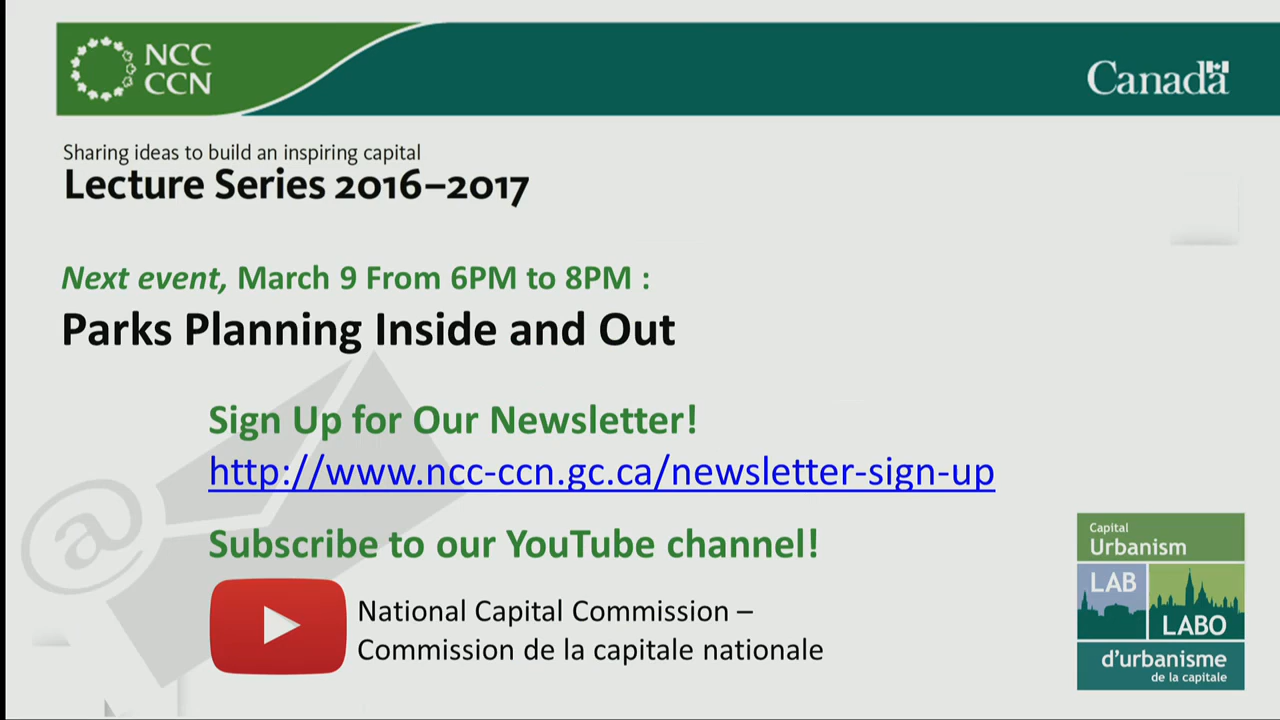 NCC
CCN
Canada
Sharing ideas to build an inspiring capital
Lecture Series 2016–2017
Next event, March 9 From 6PM to 8PM :
Parks Planning Inside and Out
Sign Up for Our Newsletter!
http://www.ncc-ccn.gc.ca/newsletter-sign-up
@
Subscribe to our YouTube channel!
National Capital Commission –
Commission de la capitale nationale
Capital
Urbanism
LAB
LABO
d'urbanisme
de la capitale